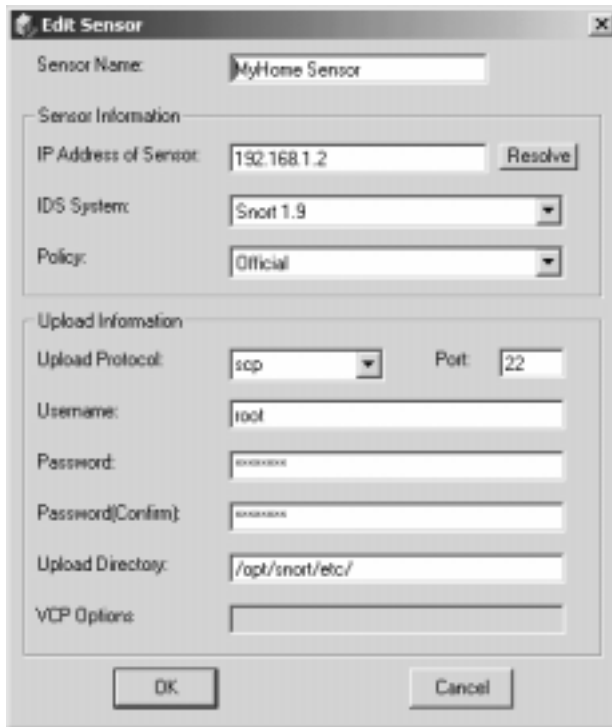 Edit Sensor
Sensor Name: MyHome Sensor
Sensor Information
IP Address of Sensor: 192.168.1.2 Resolve
IDS System: Snort 1.9
Policy: Official
Upload Information
Upload Protocol: scp Port: 22
Username: root
Password: ********
Password(Confirm): ********
Upload Directory: /opt/snort/etc/
VCP Options
OK Cancel